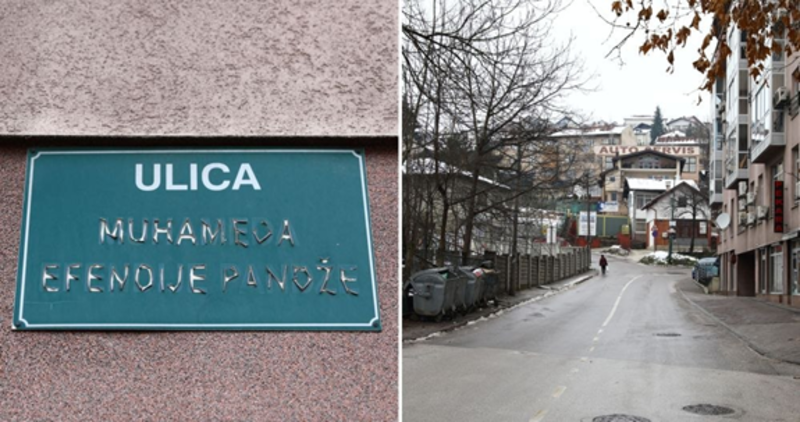 ULICA
MUHAMEDA
EFENDIJE PANDŽE
AUTO SERVIS